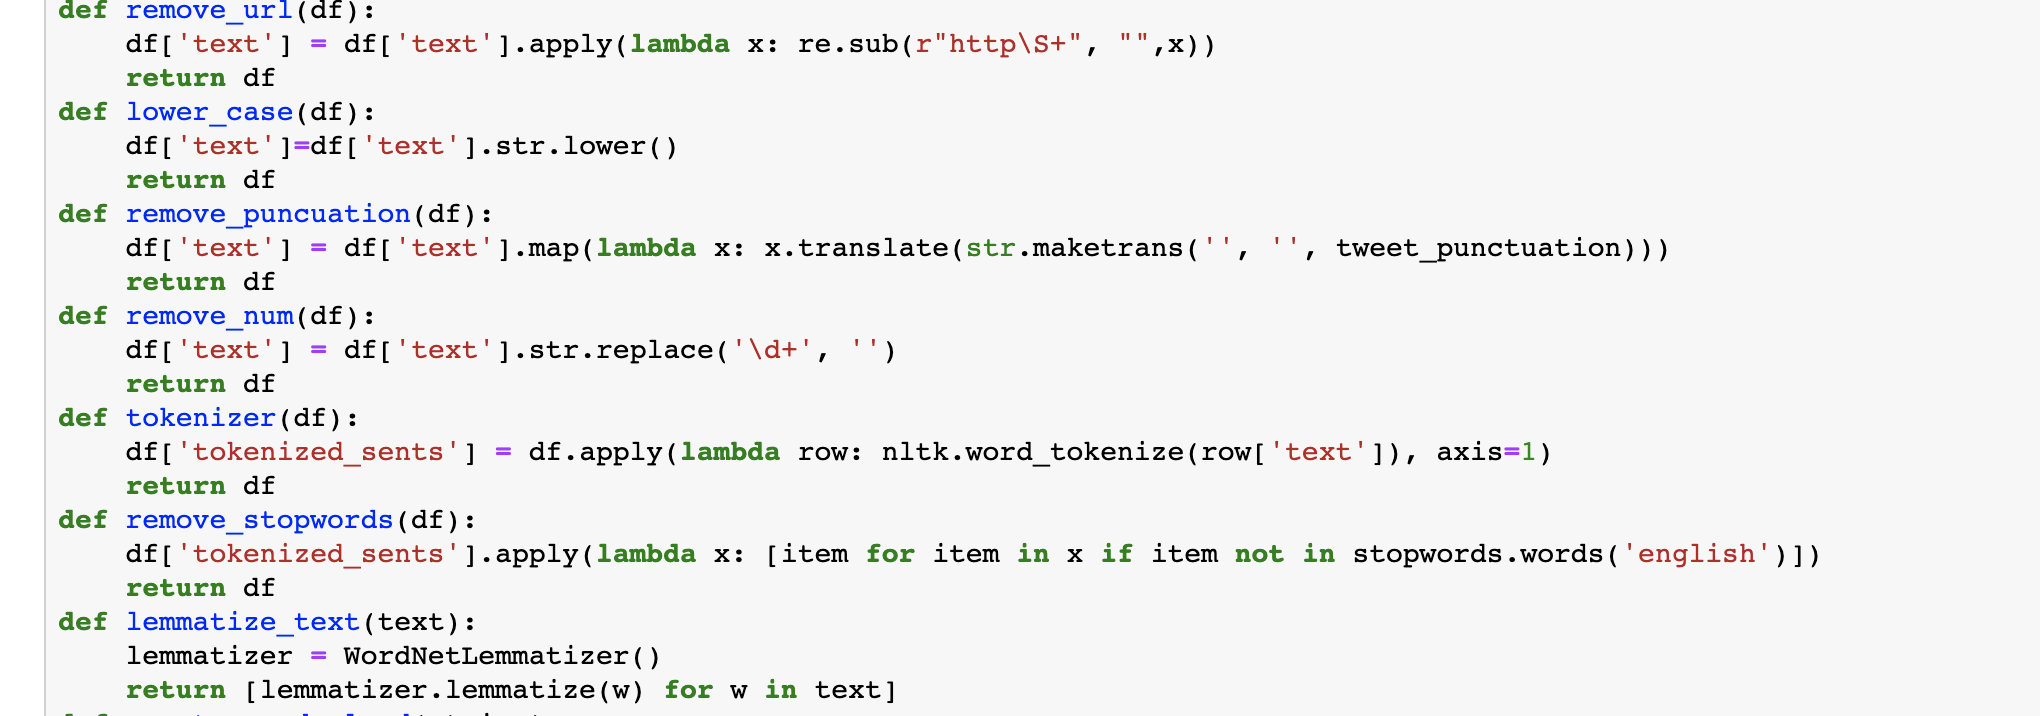 def remove_url(df):
    df['text'] = df['text'].apply(lambda x: re.sub(r"http\S+", "",x))
    return df
def lower_case(df):
    df['text']=df['text'].str.lower()
    return df
def remove_puncuation(df):
    df['text'] = df['text'].map(lambda x: x.translate(str.maketrans('', '', tweet_punctuation)))
    return df
def remove_num(df):
    df['text'] = df['text'].str.replace('\d+', '')
    return df
def tokenizer(df):
    df['tokenized_sents'] = df.apply(lambda row: nltk.word_tokenize(row['text']), axis=1)
    return df
def remove_stopwords(df):
    df['tokenized_sents'].apply(lambda x: [item for item in x if item not in stopwords.words('english')])
    return df
def lemmatize_text(text):
    lemmatizer = WordNetLemmatizer()
    return [lemmatizer.lemmatize(w) for w in text]